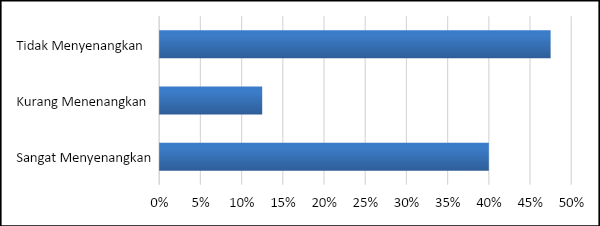 Tidak Menyenangkan
Kurang Menenangkan
Sangat Menyenangkan
0% 5% 10% 15% 20% 25% 30% 35% 40% 45% 50%